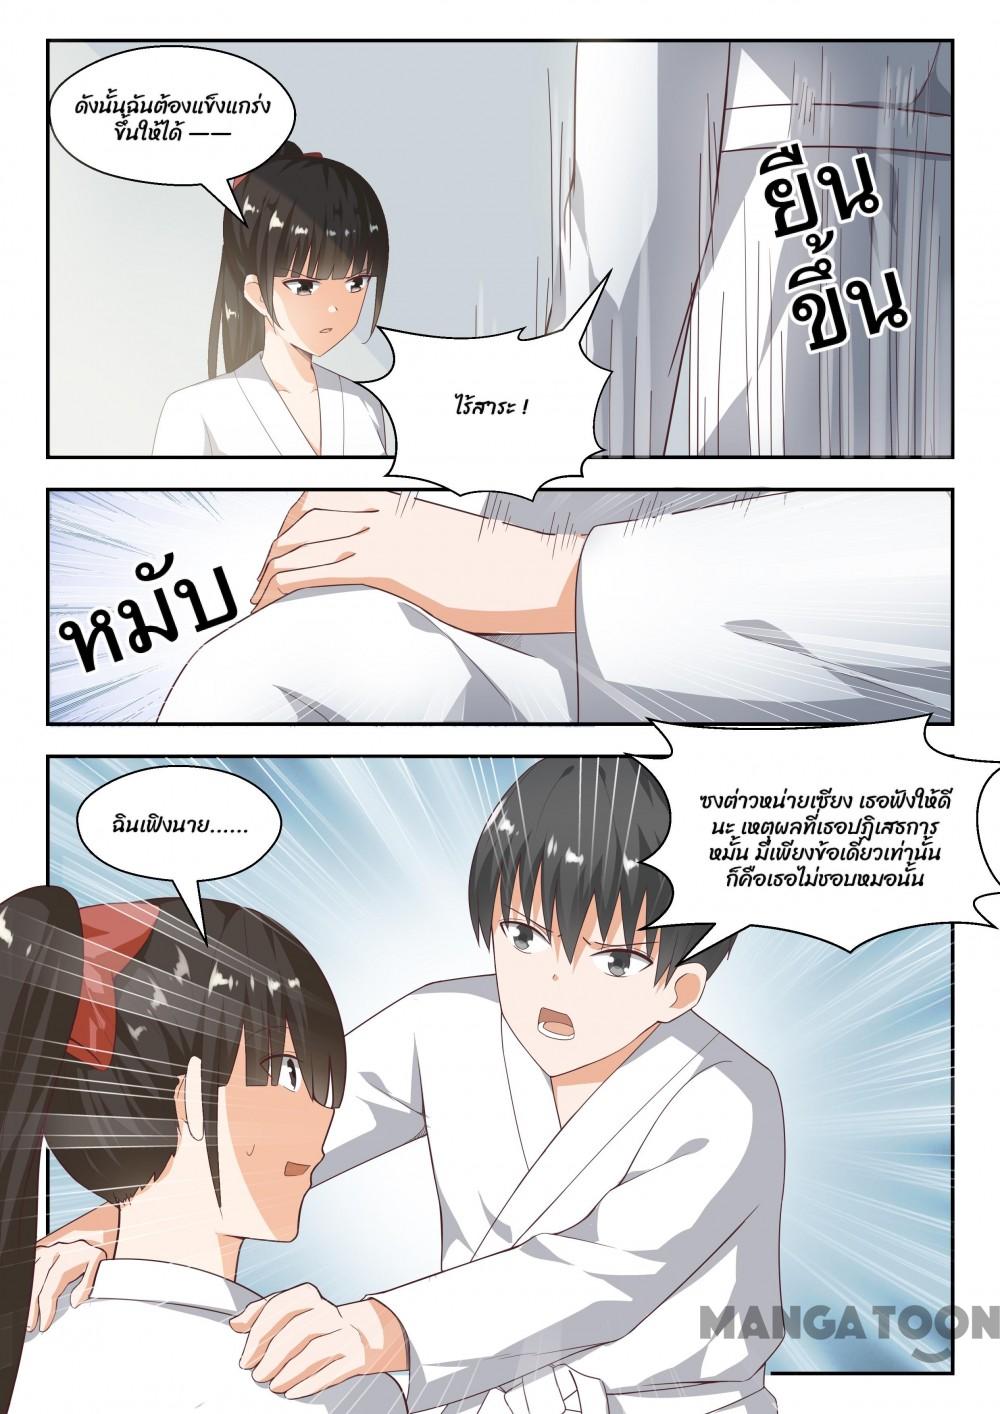 ดังนั้นฉันต้องแข็งแกร่ง
ขึ้นให้ได้ ——
ยืน
ขึ้น
ไร้สาระ !
หมับ
ฉินเฟิงนาย......
ซงต่าวหน่ายเซียง เธอฟังให้ดี
นะ เหตุผลที่เธอปฏิเสธการ
หมั้น มีเพียงข้อเดียวเท่านั้น
ก็คือเธอไม่ชอบหมอนั้น
MANGATOON